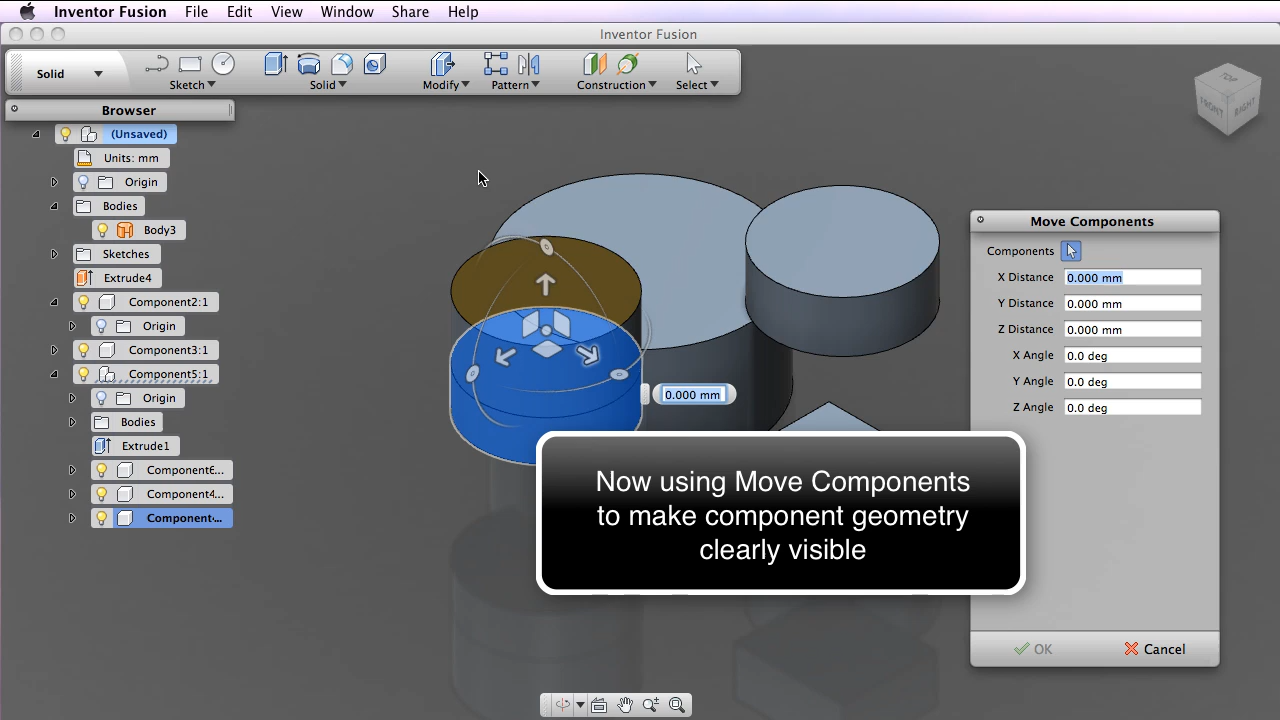 Inventor Fusion File Edit View Window Share Help
Inventor Fusion
Solid
Sketch Solid Modify Pattern Construction Select
Browser
(Unsaved)
Units: mm
Origin
Bodies
Body3
Sketches
Extrude4
Component2:1
Origin
Component3:1
Component5:1
Origin
Bodies
Extrude1
Component6...
Component4...
Component...
TOP
FRONT
RIGHT
0.000 mm
Now using Move Components
to make component geometry
clearly visible
Move Components
Components
X Distance 0.000 mm
Y Distance 0.000 mm
Z Distance 0.000 mm
X Angle 0.0 deg
Y Angle 0.0 deg
Z Angle 0.0 deg
OK Cancel